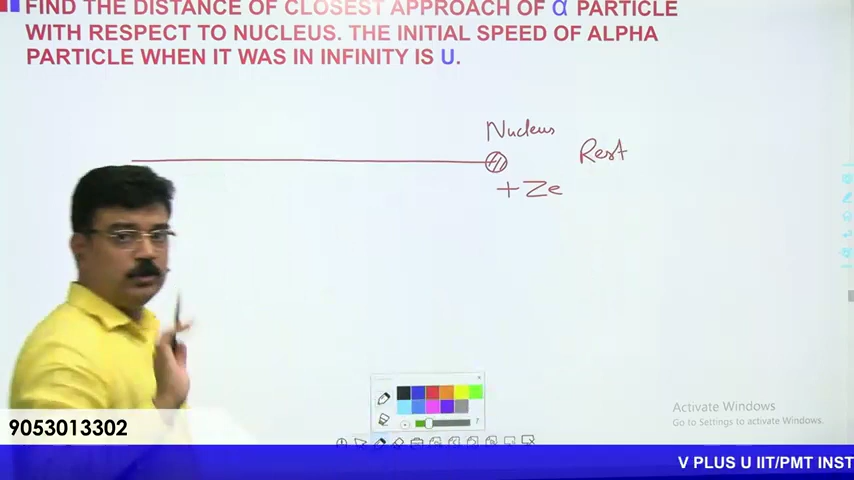 FIND THE DISTANCE OF CLOSEST APPROACH OF α PARTICLE
WITH RESPECT TO NUCLEUS. THE INITIAL SPEED OF ALPHA
PARTICLE WHEN IT WAS IN INFINITY IS U.
Nucleus
Rest
+Ze
Activate Windows
Go to Settings to activate Windows.
9053013302
V PLUS U IIT/PMT INST